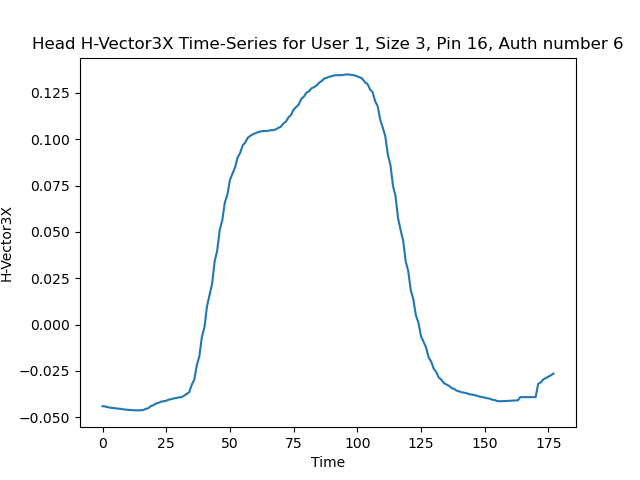 Head H-Vector3X Time-Series for User 1, Size 3, Pin 16, Auth number 6
H-Vector3X
0.125
0.100
0.075
0.050
0.025
0.000
−0.025
−0.050
0 25 50 75 100 125 150 175
Time